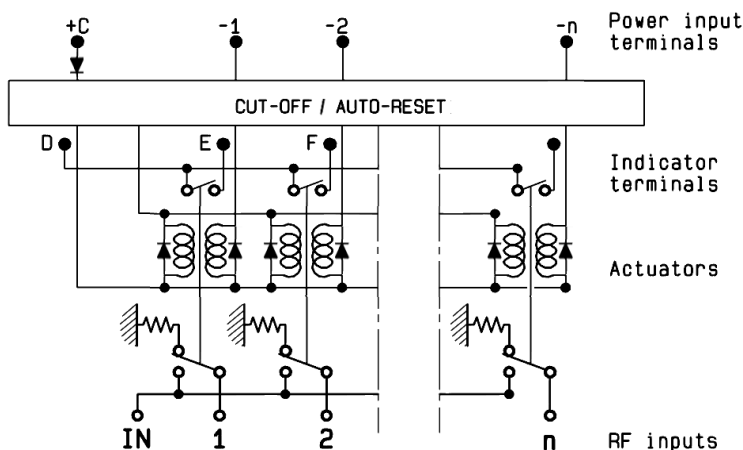 +C -1 -2 -n Power input
terminals
CUT-OFF / AUTO-RESET
D E F
Indicator
terminals
Actuators
IN 1 2 n RF inputs